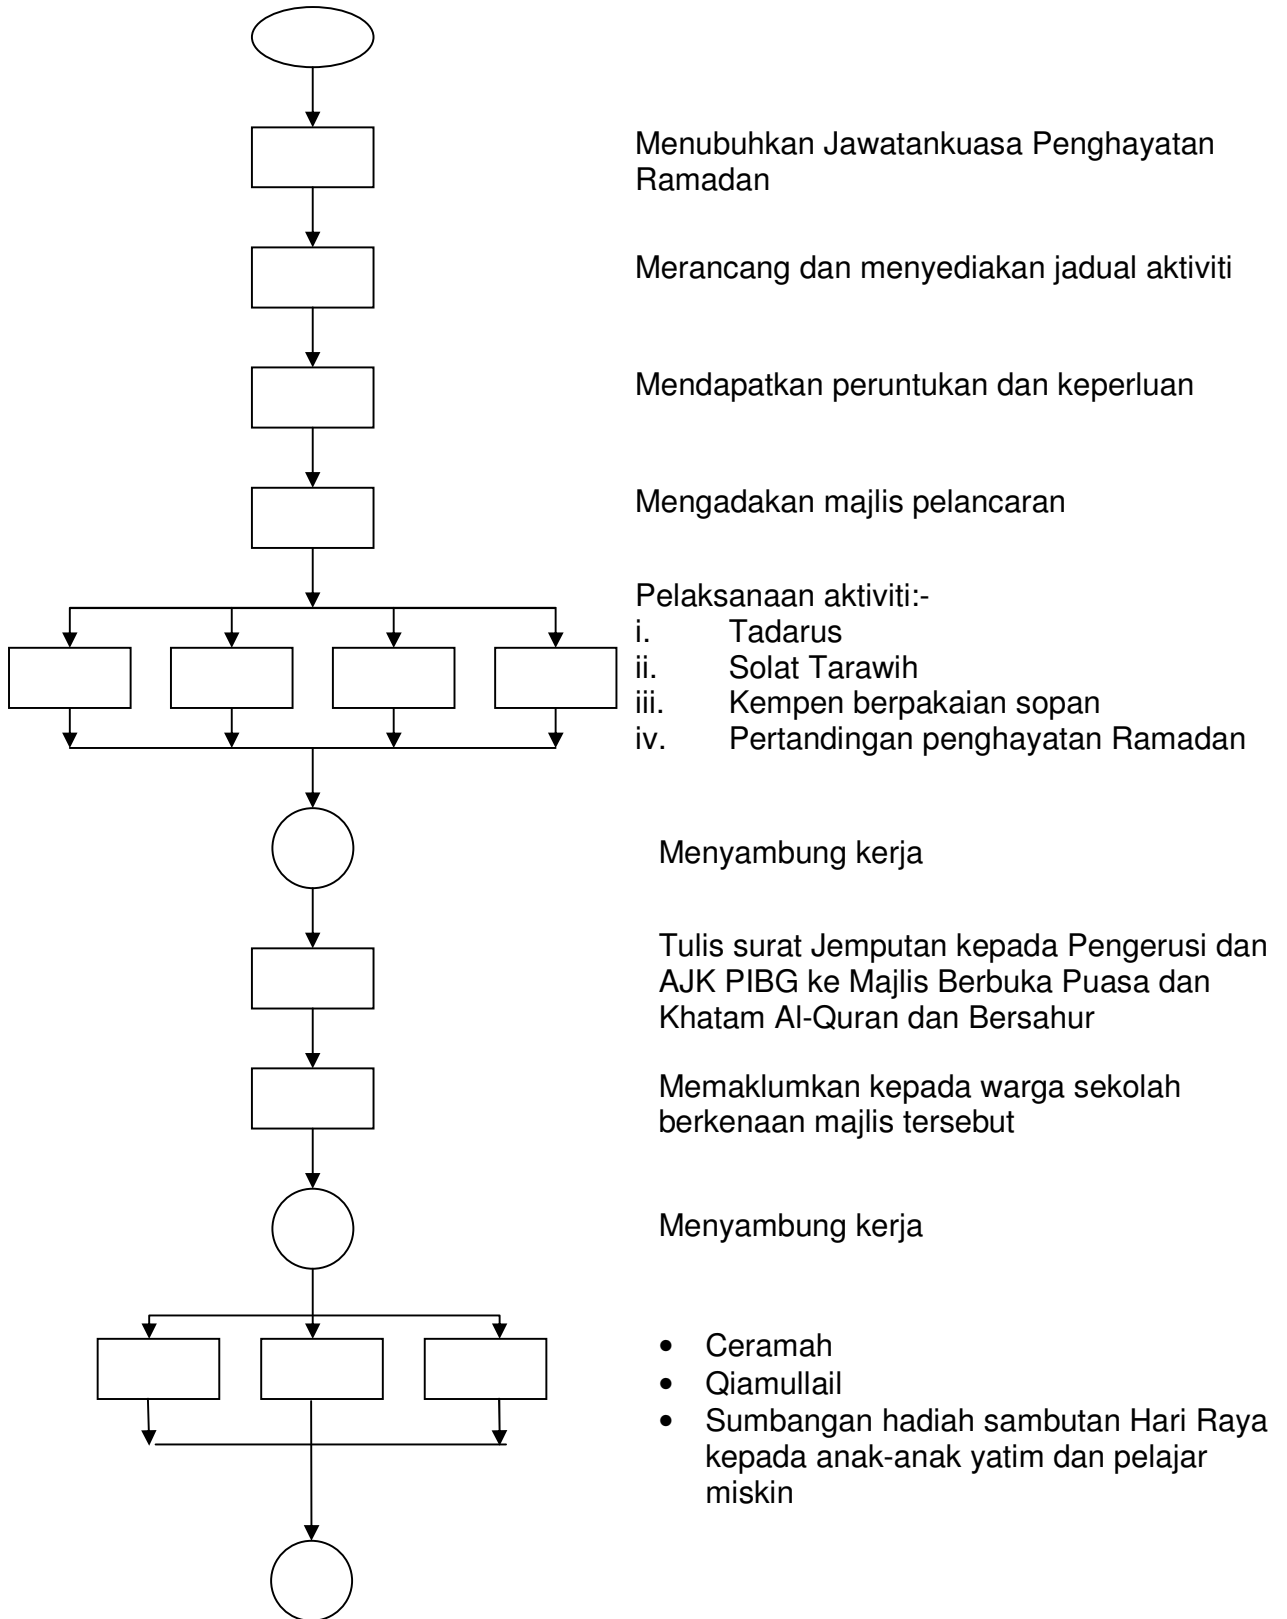 Menubuhkan Jawatankuasa Penghayatan
Ramadan
Merancang dan menyediakan jadual aktiviti
Mendapatkan peruntukan dan keperluan
Mengadakan majlis pelancaran
Pelaksanaan aktiviti:-
i. Tadarus
ii. Solat Tarawih
iii. Kempen berpakaian sopan
iv. Pertandingan penghayatan Ramadan
Menyambung kerja
Tulis surat Jemputan kepada Pengerusi dan
AJK PIBG ke Majlis Berbuka Puasa dan
Khatam Al-Quran dan Bersahur
Memaklumkan kepada warga sekolah
berkenaan majlis tersebut
Menyambung kerja
• Ceramah
• Qiamullail
• Sumbangan hadiah sambutan Hari Raya
kepada anak-anak yatim dan pelajar
miskin